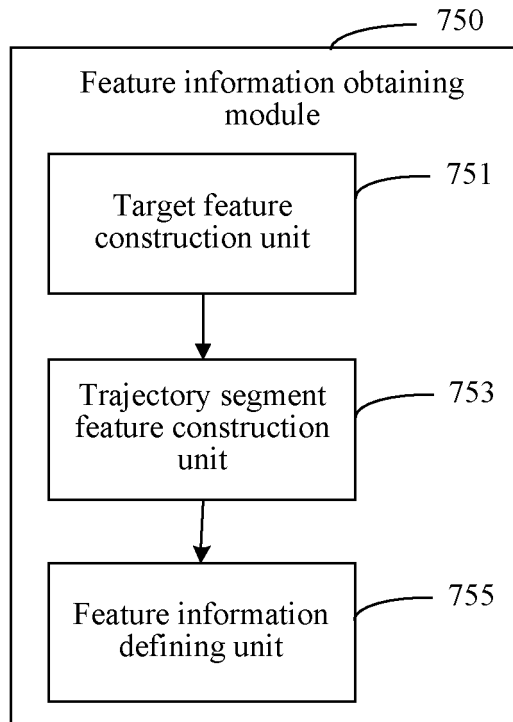 750
Feature information obtaining
module
751
Target feature
construction unit
753
Trajectory segment
feature construction
unit
755
Feature information
defining unit